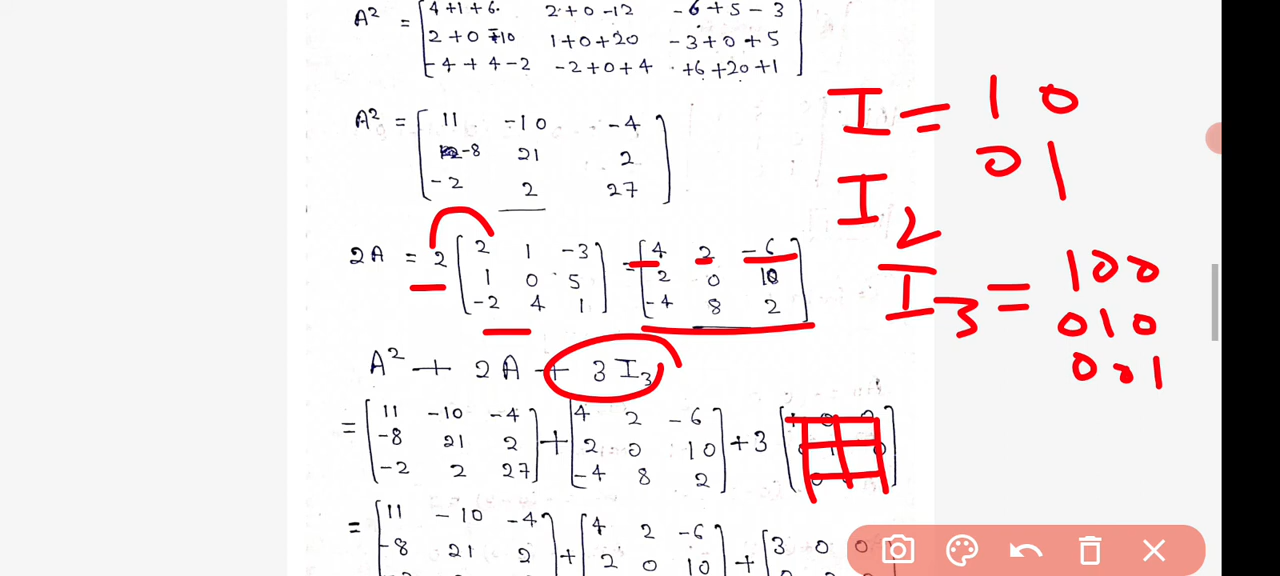 A² = [ 4+1+6 2+0-12 -6+5-3
2+0-10 1+0+20 -3+0+5
-4+4-2 -2+0+4 +6+20+1 ]
A² = [ 11 -10 -4
-8 21 2
-2 2 27 ]
2A = 2 [ 2 1 -3
1 0 5
-2 4 1 ]
= [ 4 2 -6
2 0 10
-4 8 2 ]
A² + 2A + 3I₃
= [ 11 -10 -4
-8 21 2
-2 2 27 ]
+ [ 4 2 -6
2 0 10
-4 8 2 ] + 3 [
= [ 11 -10 -4
-8 21 2
+ [ 4 2 -6
2 0 10
+ [ 3 0 0
I = 1 0
0 1
I₂
I₃ = 1 0 0
0 1 0
0 0 1